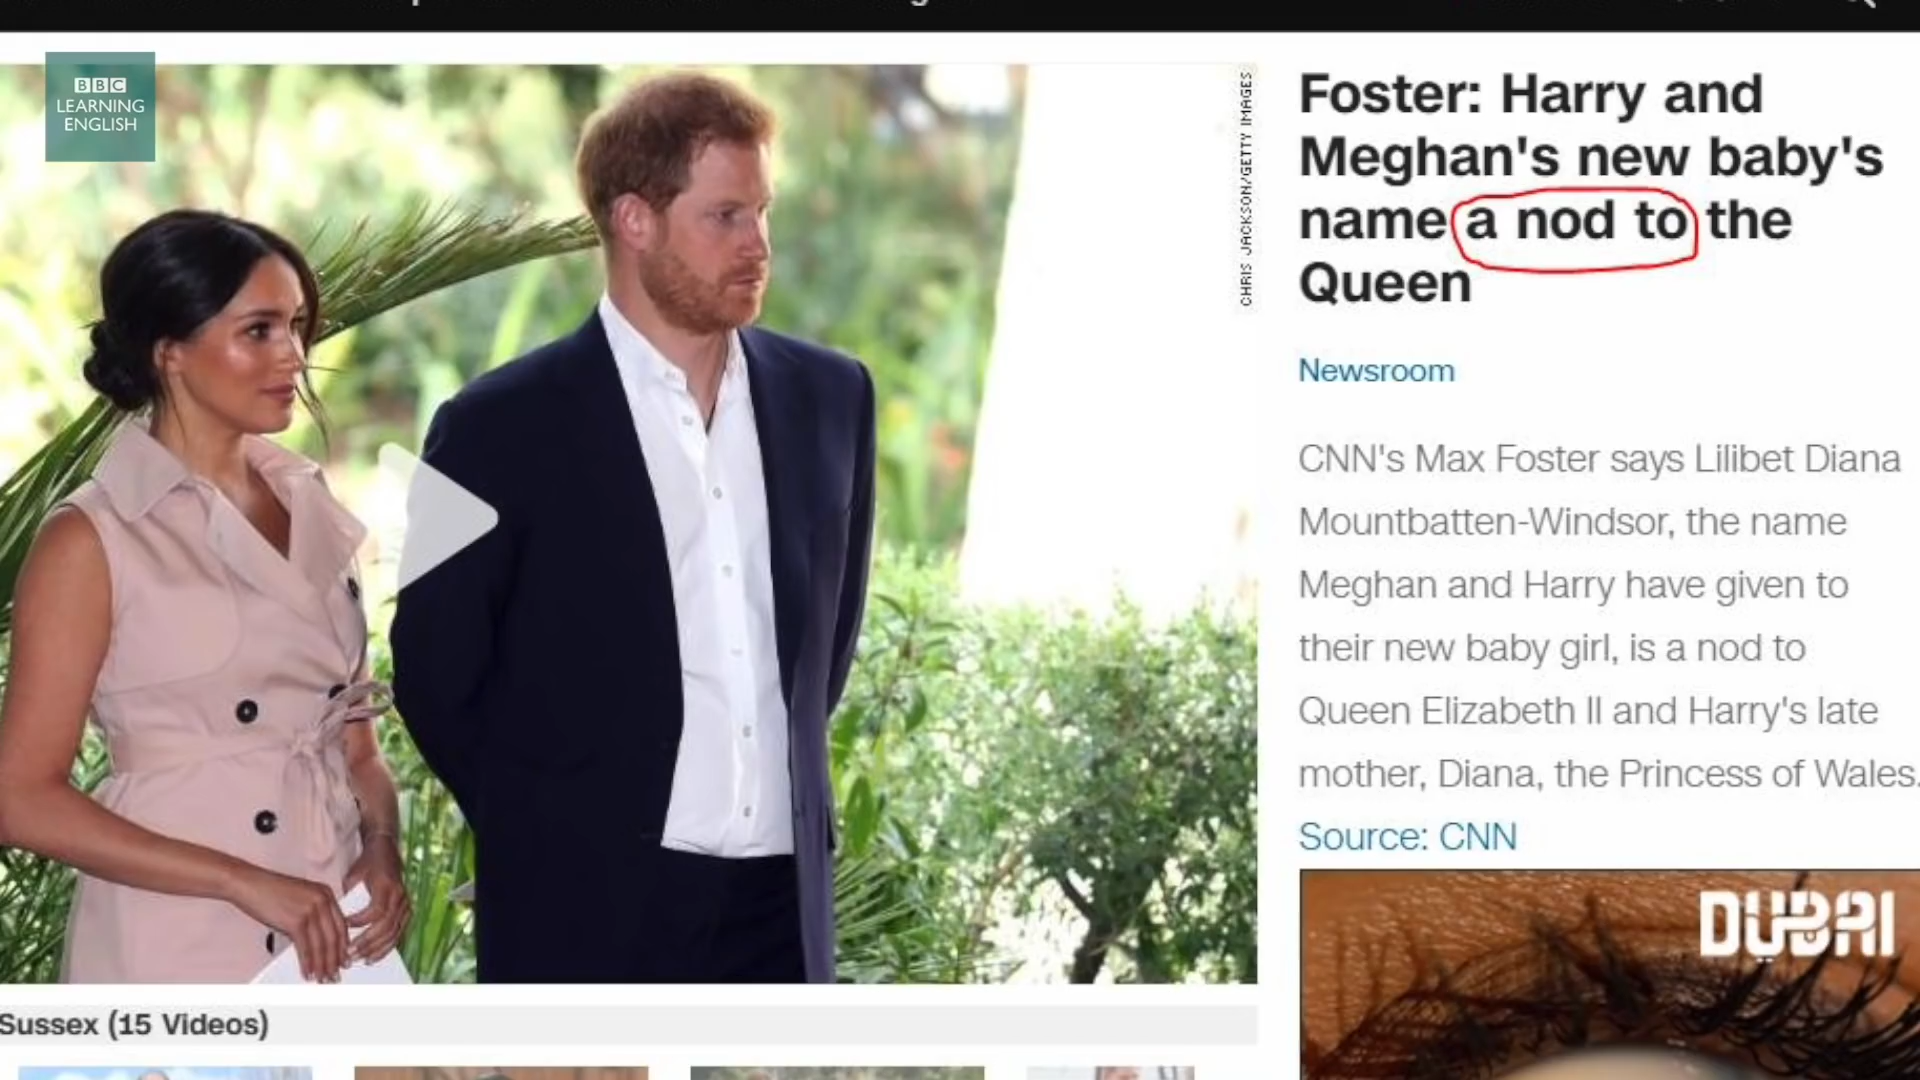 BBC
LEARNING
ENGLISH
CHRIS JACKSON/GETTY IMAGES
Foster: Harry and
Meghan's new baby's
name a nod to the
Queen
Newsroom
CNN's Max Foster says Lilibet Diana
Mountbatten-Windsor, the name
Meghan and Harry have given to
their new baby girl, is a nod to
Queen Elizabeth II and Harry's late
mother, Diana, the Princess of Wales.
Source: CNN
DUBAI
Sussex (15 Videos)